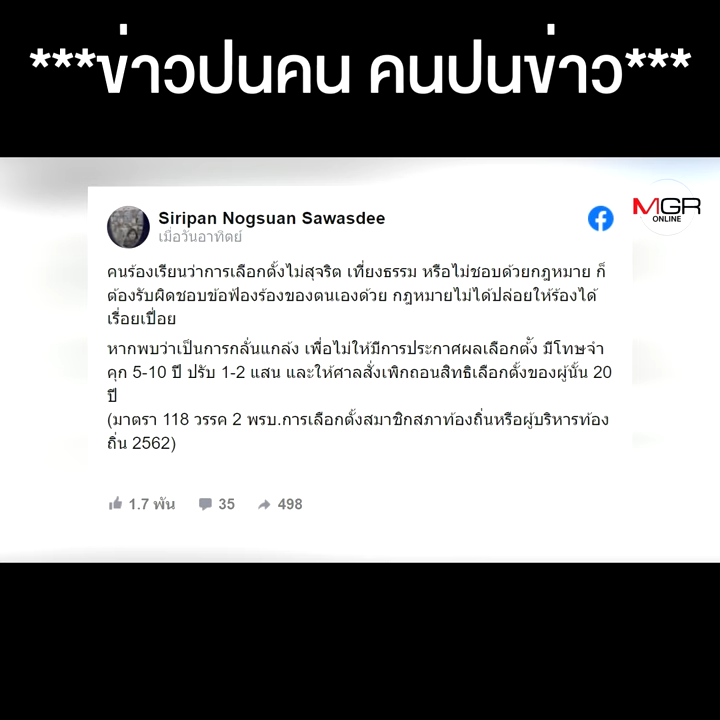 ***ข่าวปนคน คนปนข่าว***
MGR
ONLINE
Siripan Nogsuan Sawasdee
เมื่อวันอาทิตย์
คนร้องเรียนว่าการเลือกตั้งไม่สุจริต เที่ยงธรรม หรือไม่ชอบด้วยกฎหมาย ก็
ต้องรับผิดชอบข้อฟ้องร้องของตนเองด้วย กฎหมายไม่ได้ปล่อยให้ร้องได้
เรื่อยเปื่อย
หากพบว่าเป็นการกลั่นแกล้ง เพื่อไม่ให้มีการประกาศผลเลือกตั้ง มีโทษจำ
คุก 5-10 ปี ปรับ 1-2 แสน และให้ศาลสั่งเพิกถอนสิทธิเลือกตั้งของผู้นั้น 20
ปี
(มาตรา 118 วรรค 2 พรบ.การเลือกตั้งสมาชิกสภาท้องถิ่นหรือผู้บริหารท้อง
ถิ่น 2562)
1.7 พัน 35 498